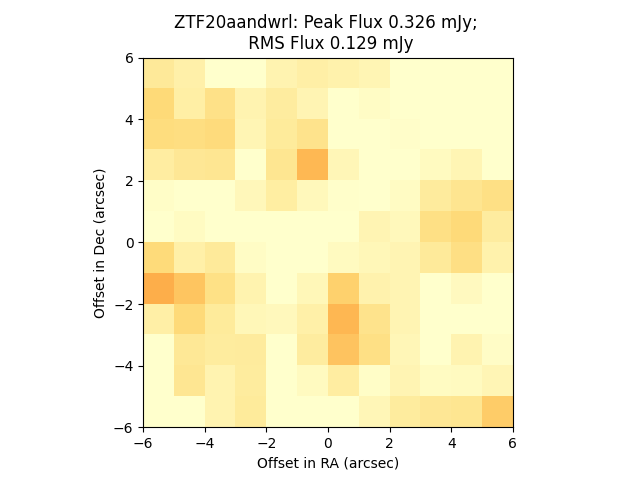 ZTF20aandwrl: Peak Flux 0.326 mJy;
RMS Flux 0.129 mJy
6
4
2
0
−2
−4
−6
Offset in Dec (arcsec)
−6 −4 −2 0 2 4 6
Offset in RA (arcsec)